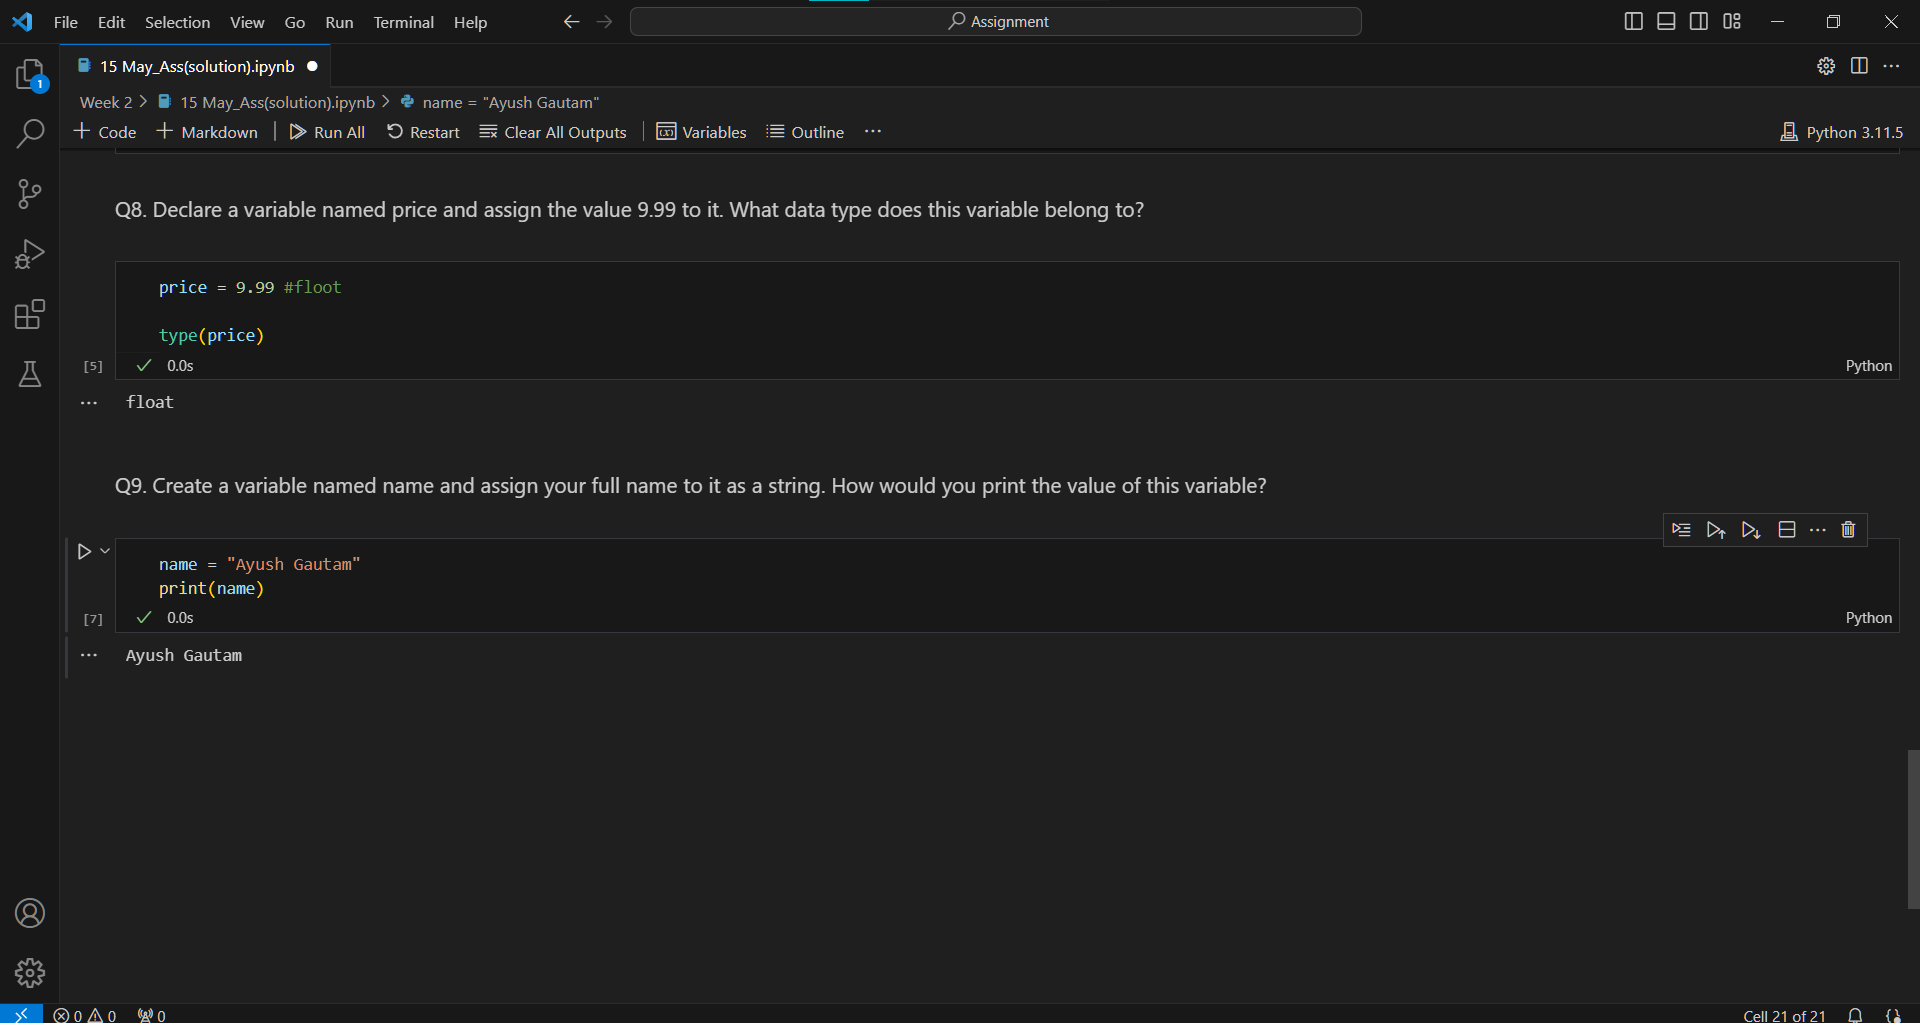 File Edit Selection View Go Run Terminal Help Assignment
15 May_Ass(solution).ipynb
1
Week 2 > 15 May_Ass(solution).ipynb > name = "Ayush Gautam"
+ Code + Markdown | Run All Restart Clear All Outputs | Variables Outline ... Python 3.11.5
Q8. Declare a variable named price and assign the value 9.99 to it. What data type does this variable belong to?
price = 9.99 #floot
type(price)
[5] ✓ 0.0s Python
... float
Q9. Create a variable named name and assign your full name to it as a string. How would you print the value of this variable?
name = "Ayush Gautam"
print(name)
[7] ✓ 0.0s Python
... Ayush Gautam
0 0 0 Cell 21 of 21